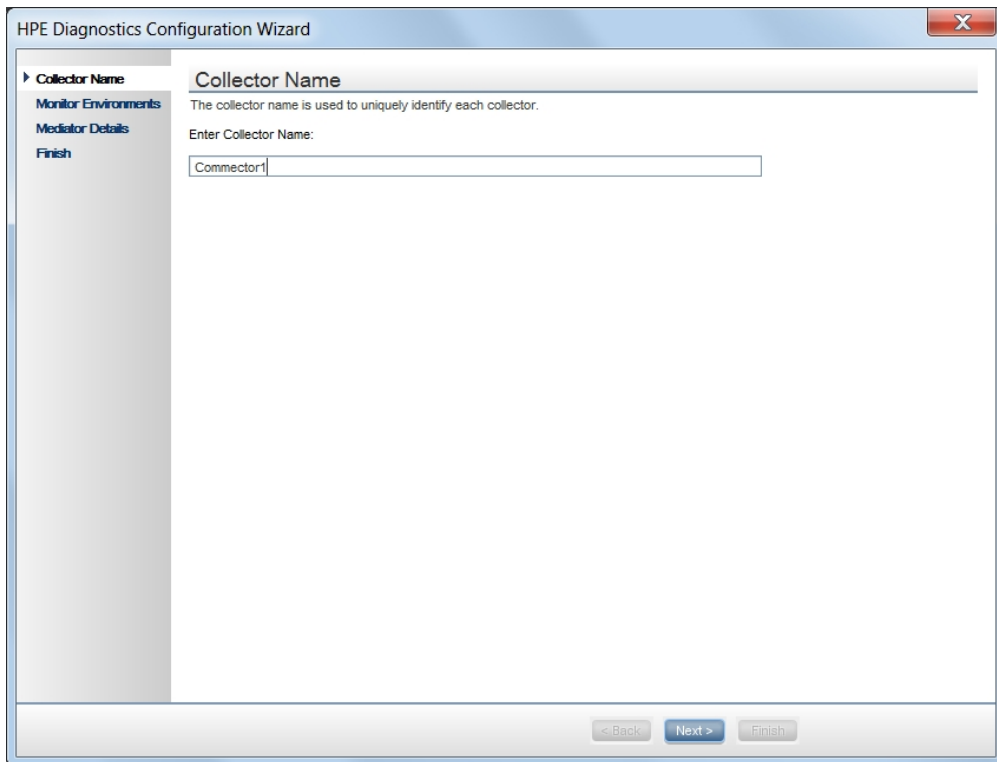 HPE Diagnostics Configuration Wizard
Collector Name
Monitor Environments
Mediator Details
Finish
Collector Name
The collector name is used to uniquely identify each collector.
Enter Collector Name:
Commector1
< Back
Next >
Finish